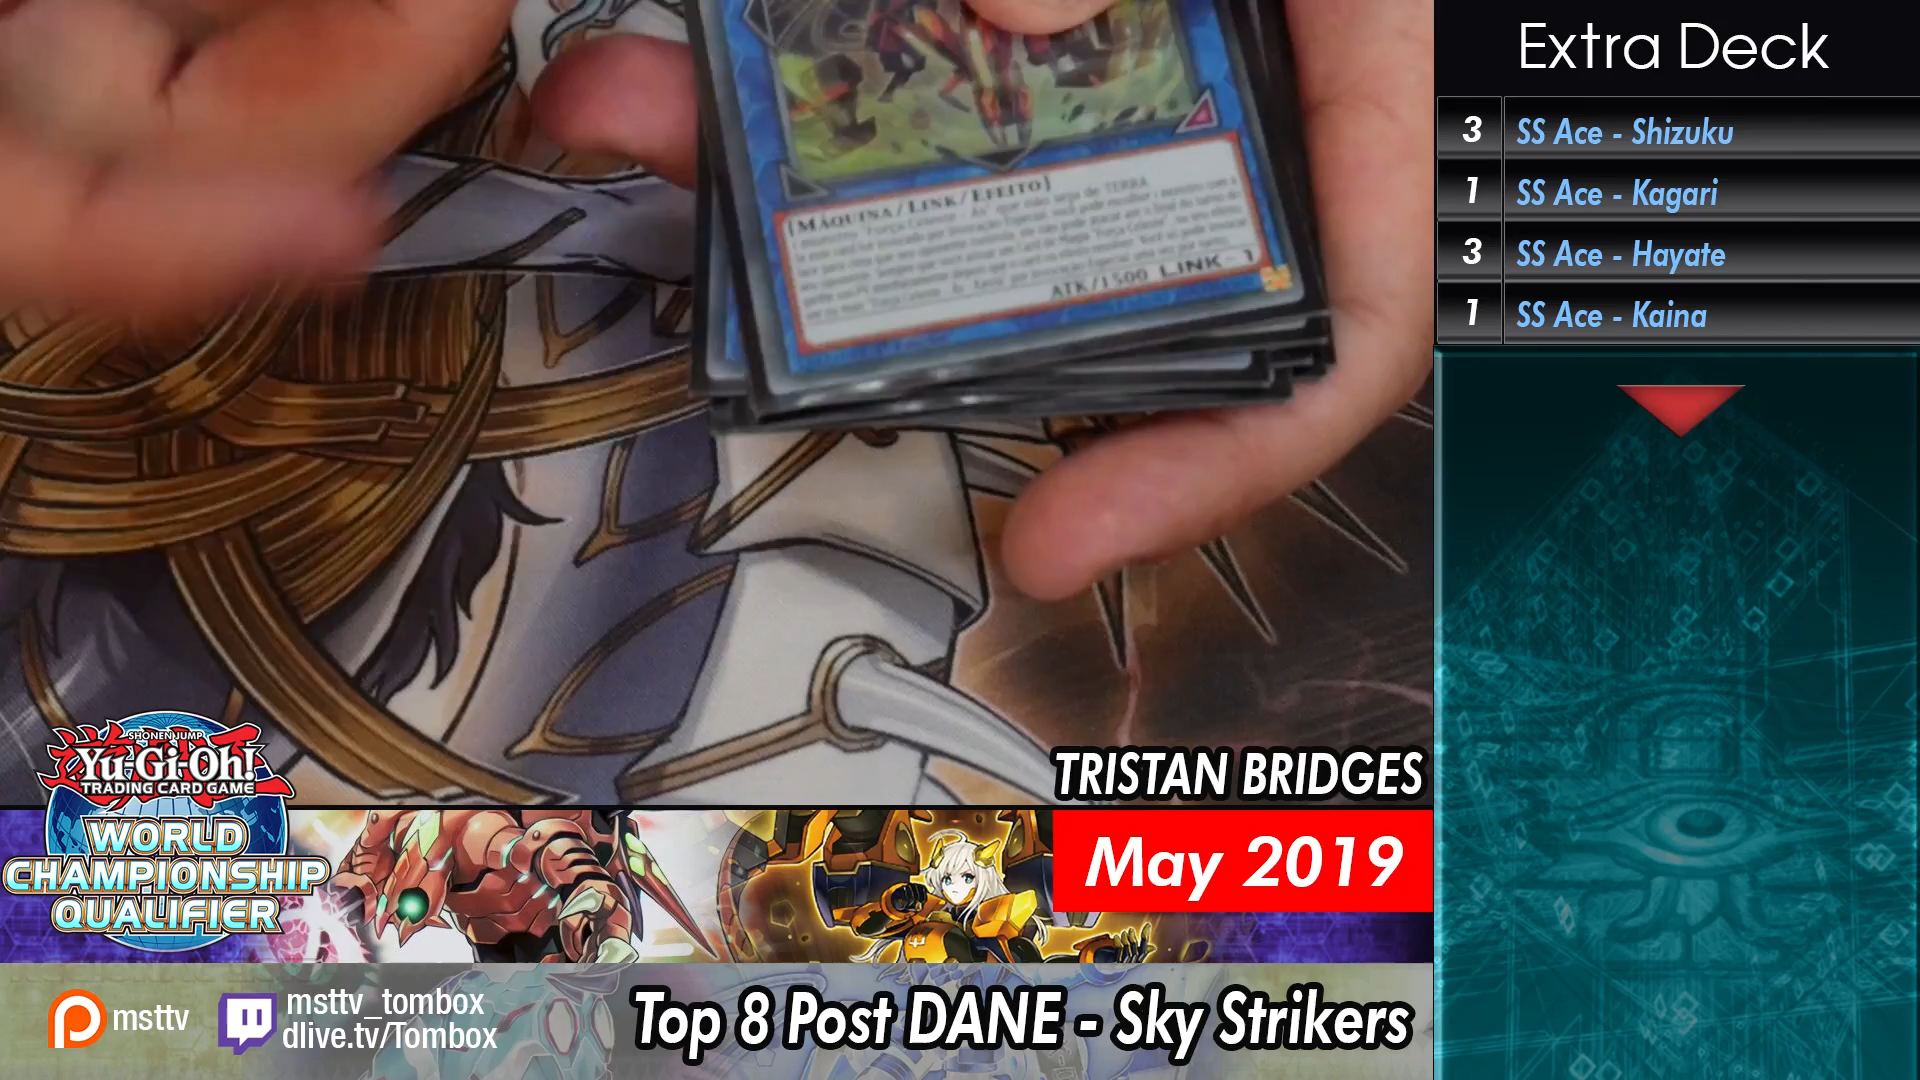 [MÁQUINA/LINK/EFEITO]
ATK/1500 LINK-1
Extra Deck
3 SS Ace - Shizuku
1 SS Ace - Kagari
3 SS Ace - Hayate
1 SS Ace - Kaina
TRISTAN BRIDGES
May 2019
SHONEN JUMP
Yu-Gi-Oh!
TRADING CARD GAME
WORLD
CHAMPIONSHIP
QUALIFIER
msttv
msttv_tombox
dlive.tv/Tombox
Top 8 Post DANE - Sky Strikers